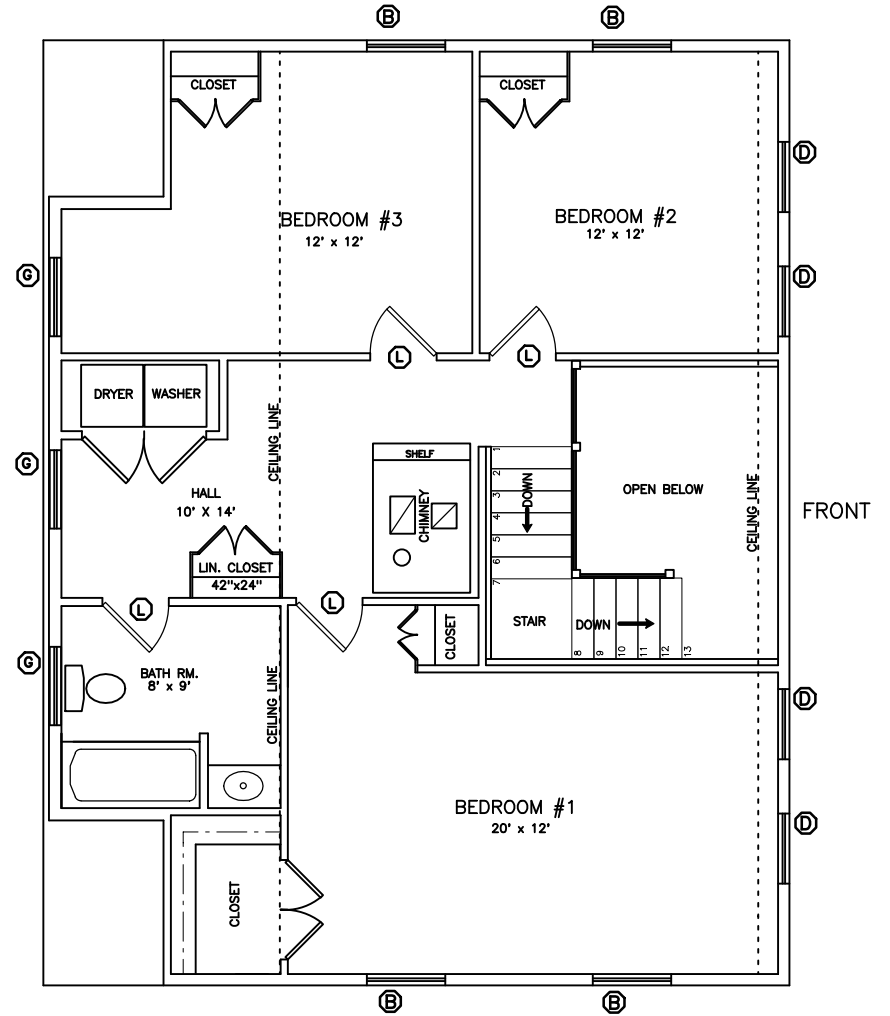 B
B
CLOSET
CLOSET
D
BEDROOM #3
12' x 12'
BEDROOM #2
12' x 12'
G
D
L
L
DRYER
WASHER
CEILING LINE
SHELF
G
HALL
10' X 14'
CHIMNEY
1
2
3
4
5
6
7
DOWN
OPEN BELOW
CEILING LINE
FRONT
LIN. CLOSET
42"x24"
L
L
CLOSET
STAIR
DOWN
8
9
10
11
12
13
G
BATH RM.
8' x 9'
CEILING LINE
D
BEDROOM #1
20' x 12'
D
CLOSET
B
B